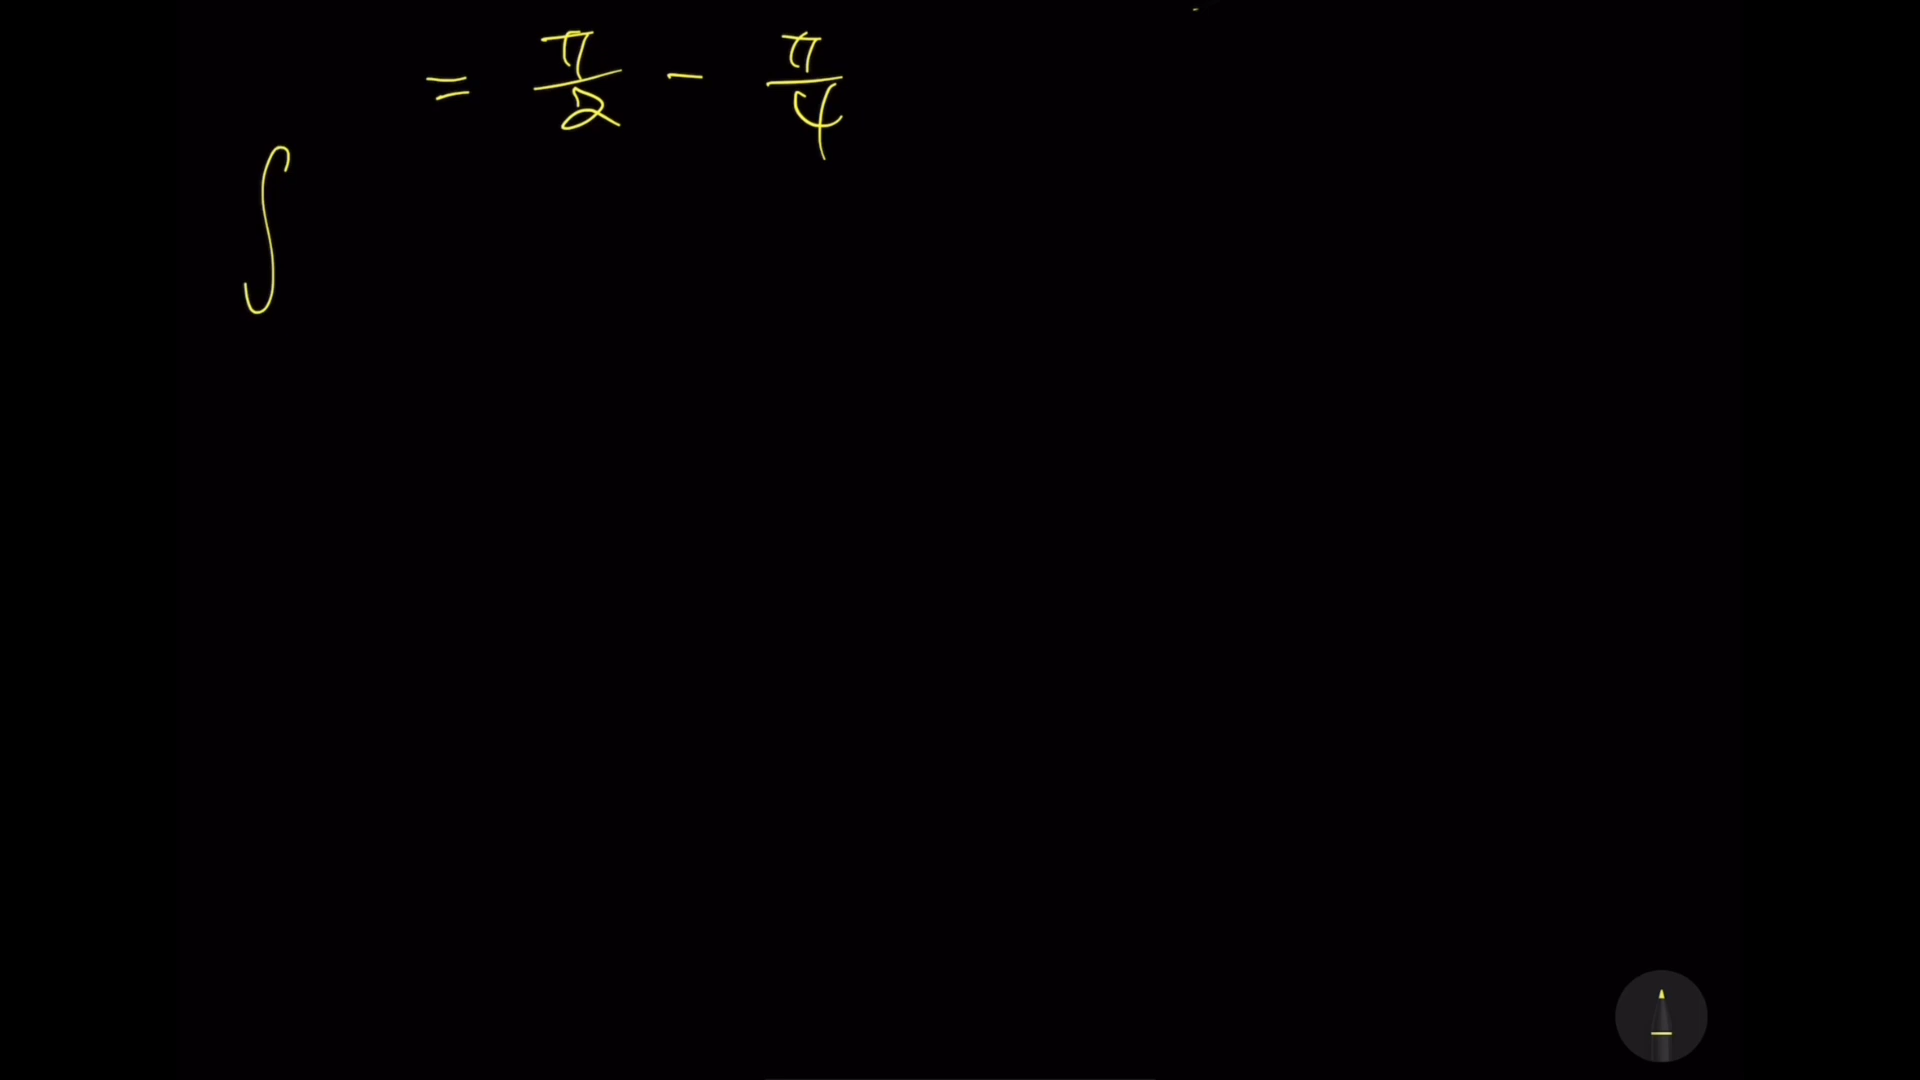 = π/2 - π/4
∫